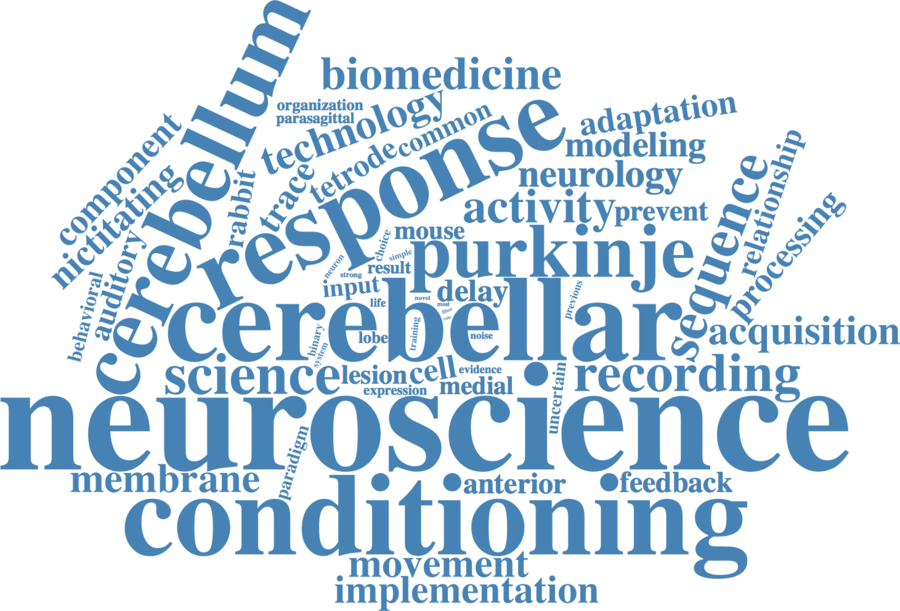 biomedicine
organization
parasagittal
technology
common
tetrode
trace
response
cerebellum
component
nictitating
rabbit
auditory
behavioral
adaptation
modeling
neurology
activity
prevent
sequence
relationship
processing
mouse
choice
simple
neuron
strong
result
purkinje
input
life
novel
delay
previous
cerebellar
acquisition
binary
system
lobe
training
noise
science
lesion
cell
evidence
expression
medial
uncertain
recording
neuroscience
paradigm
membrane
anterior
feedback
conditioning
movement
implementation